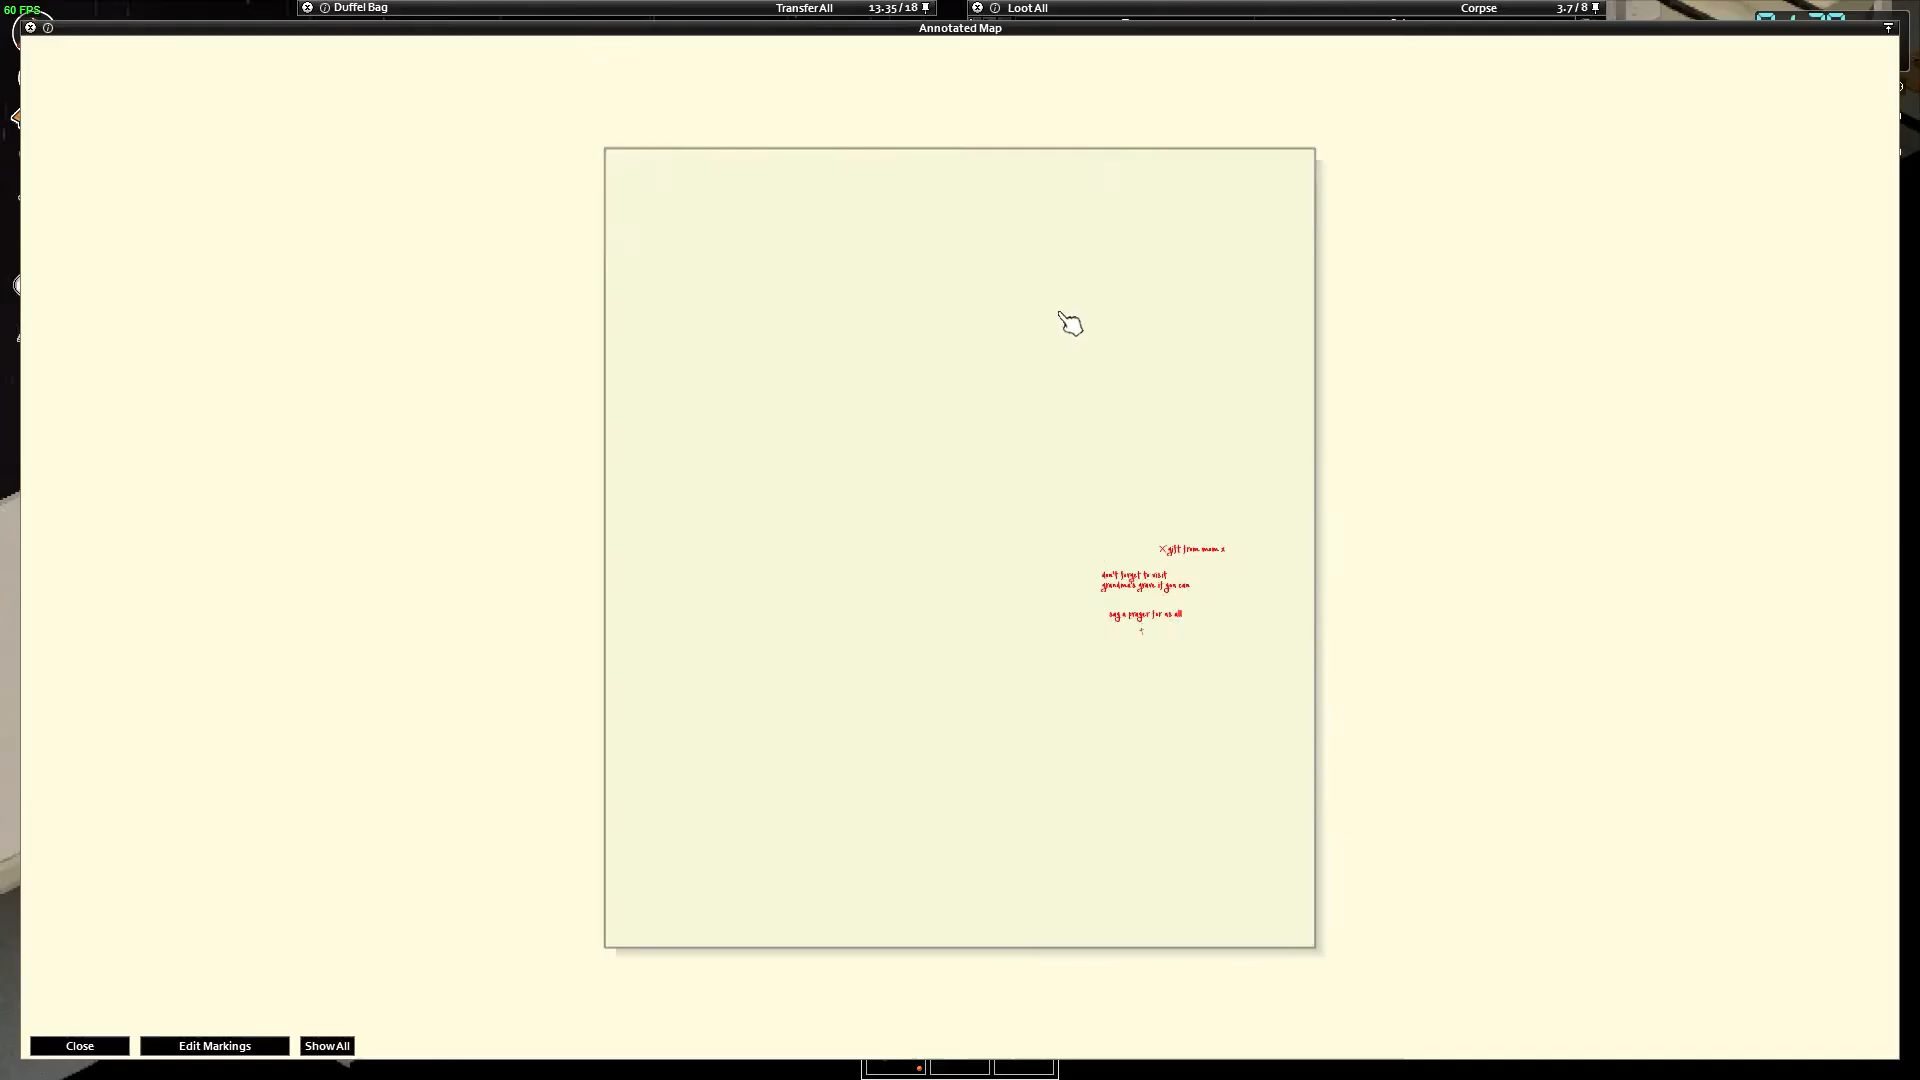 60 FPS
Duffel Bag Transfer All 13.35 / 18
Loot All Corpse 3.7 / 8
Annotated Map
x gift from mom x
don't forget to visit
grandma's grave if you can
say a prayer for us all
Close Edit Markings Show All